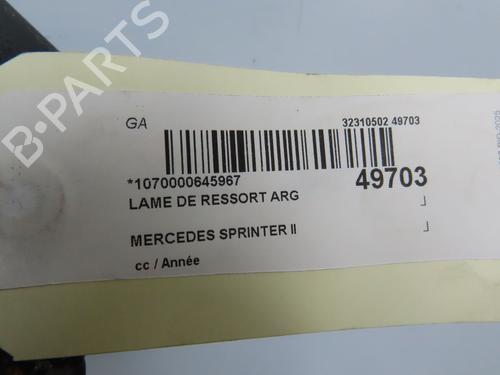 GA
32310502 49703
*1070000645967
49703
LAME DE RESSORT ARG
MERCEDES SPRINTER II
cc / Année
B-PARTS